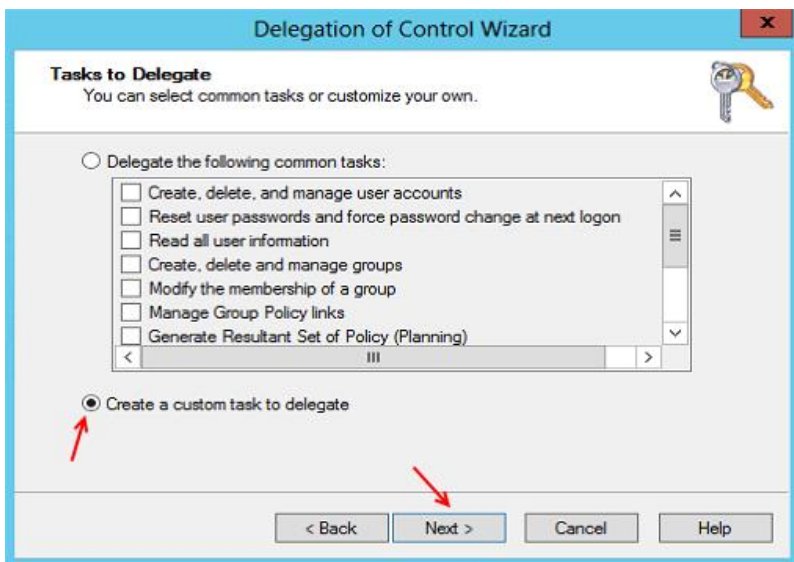 Delegation of Control Wizard
x
Tasks to Delegate
You can select common tasks or customize your own.
Delegate the following common tasks:
Create, delete, and manage user accounts
Reset user passwords and force password change at next logon
Read all user information
Create, delete and manage groups
Modify the membership of a group
Manage Group Policy links
Generate Resultant Set of Policy (Planning)
Create a custom task to delegate
< Back Next > Cancel Help